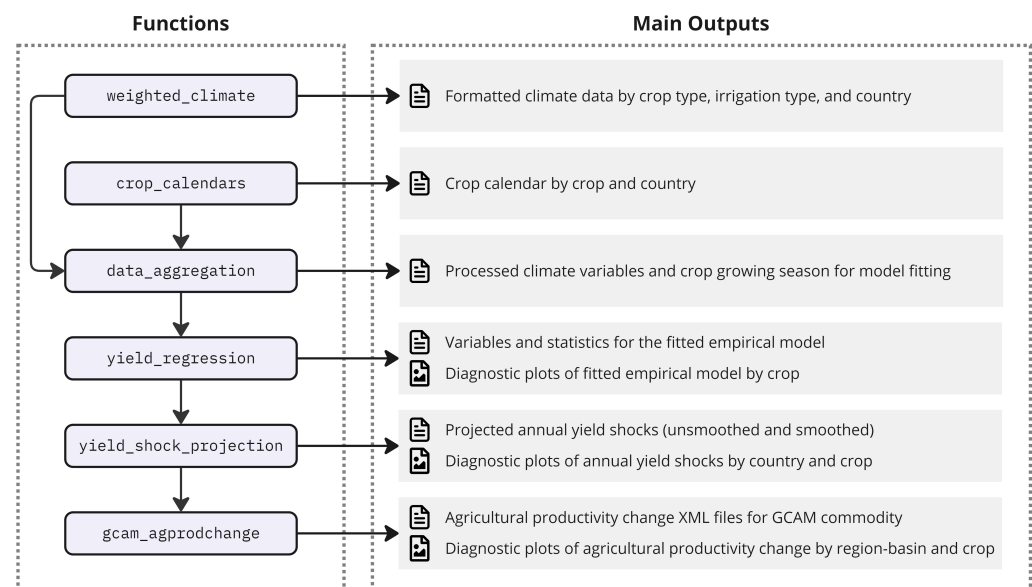 Functions
Main Outputs
weighted_climate
Formatted climate data by crop type, irrigation type, and country
crop_calendars
Crop calendar by crop and country
data_aggregation
Processed climate variables and crop growing season for model fitting
yield_regression
Variables and statistics for the fitted empirical model
Diagnostic plots of fitted empirical model by crop
yield_shock_projection
Projected annual yield shocks (unsmoothed and smoothed)
Diagnostic plots of annual yield shocks by country and crop
gcam_agprodchange
Agricultural productivity change XML files for GCAM commodity
Diagnostic plots of agricultural productivity change by region-basin and crop